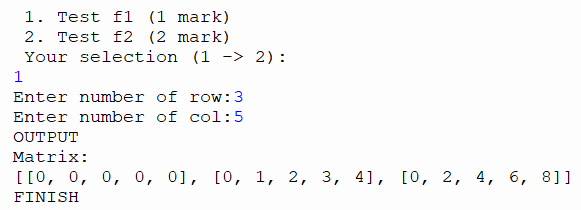 1. Test f1 (1 mark)
2. Test f2 (2 mark)
Your selection (1 -> 2):
1
Enter number of row:3
Enter number of col:5
OUTPUT
Matrix:
[[0, 0, 0, 0, 0], [0, 1, 2, 3, 4], [0, 2, 4, 6, 8]]
FINISH